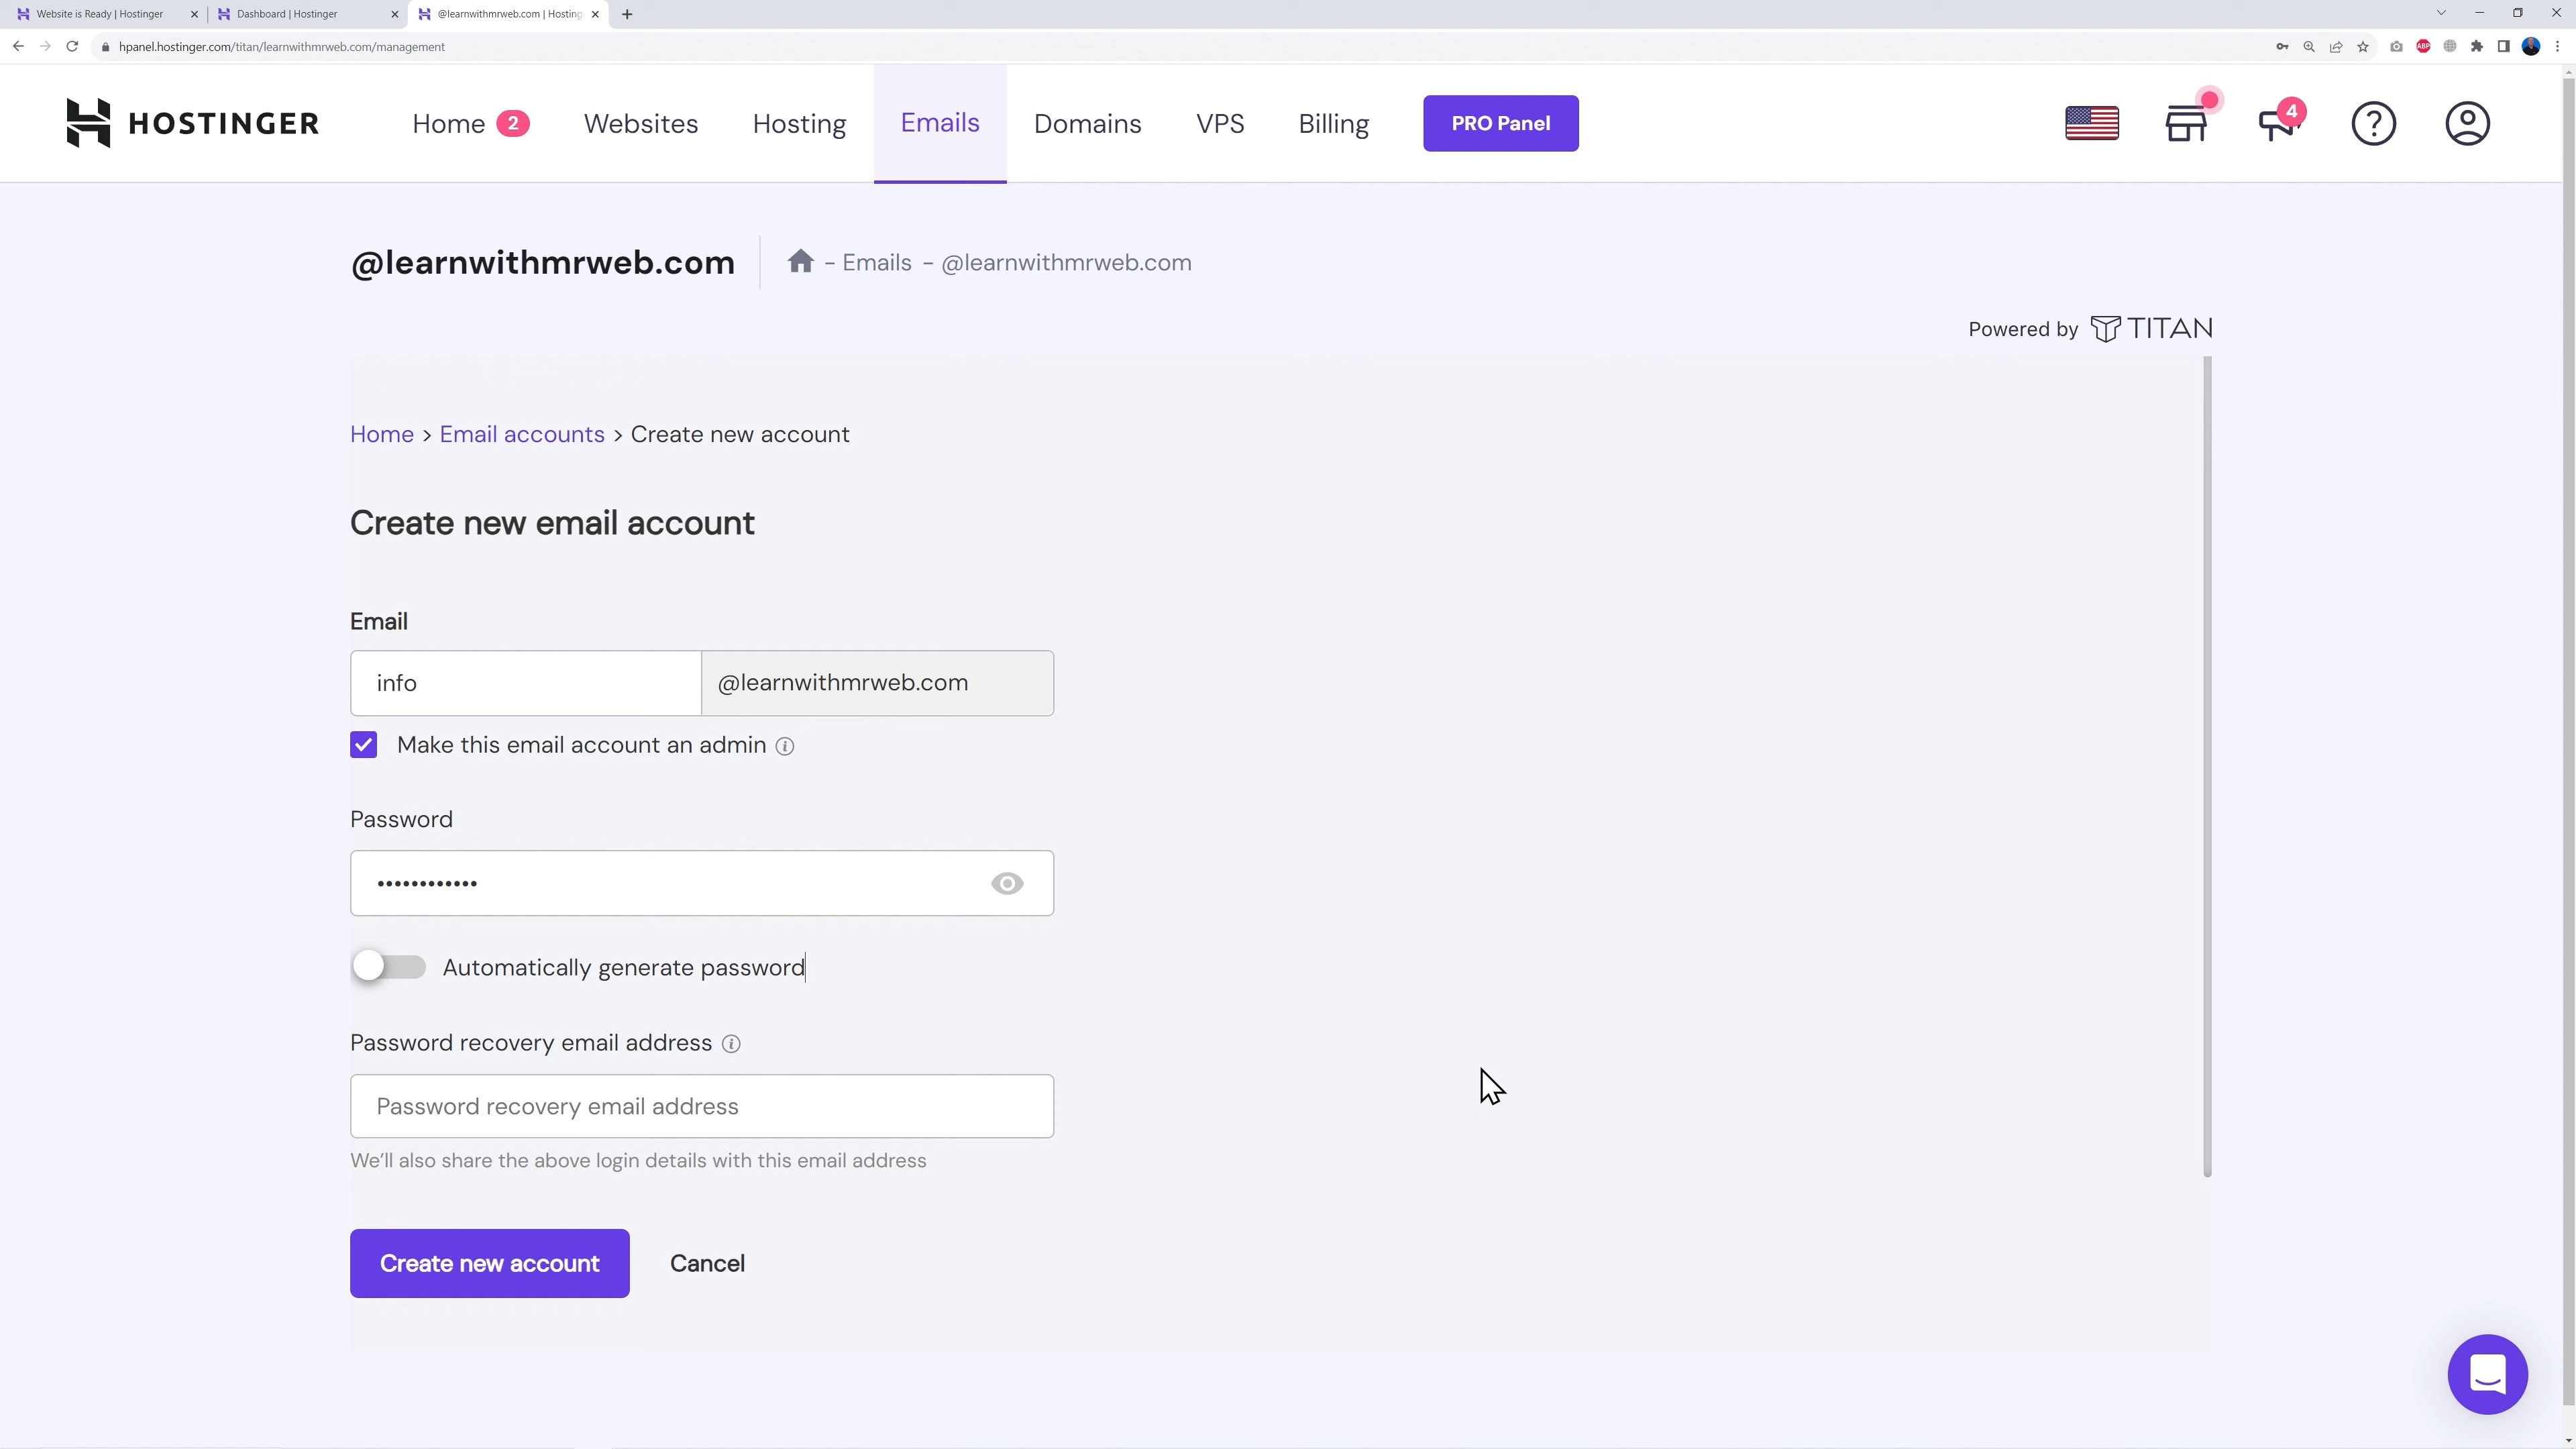 Website is Ready | Hostinger
Dashboard | Hostinger
@learnwithmrweb.com | Hosting
hpanel.hostinger.com/titan/learnwithmrweb.com/management
ABP
HOSTINGER
Home 2
Websites
Hosting
Emails
Domains
VPS
Billing
PRO Panel
4
?
@learnwithmrweb.com
- Emails - @learnwithmrweb.com
Powered by TITAN
Home > Email accounts > Create new account
Create new email account
Email
info @learnwithmrweb.com
Make this email account an admin
Password
••••••••••••
Automatically generate password
Password recovery email address
Password recovery email address
We'll also share the above login details with this email address
Create new account
Cancel